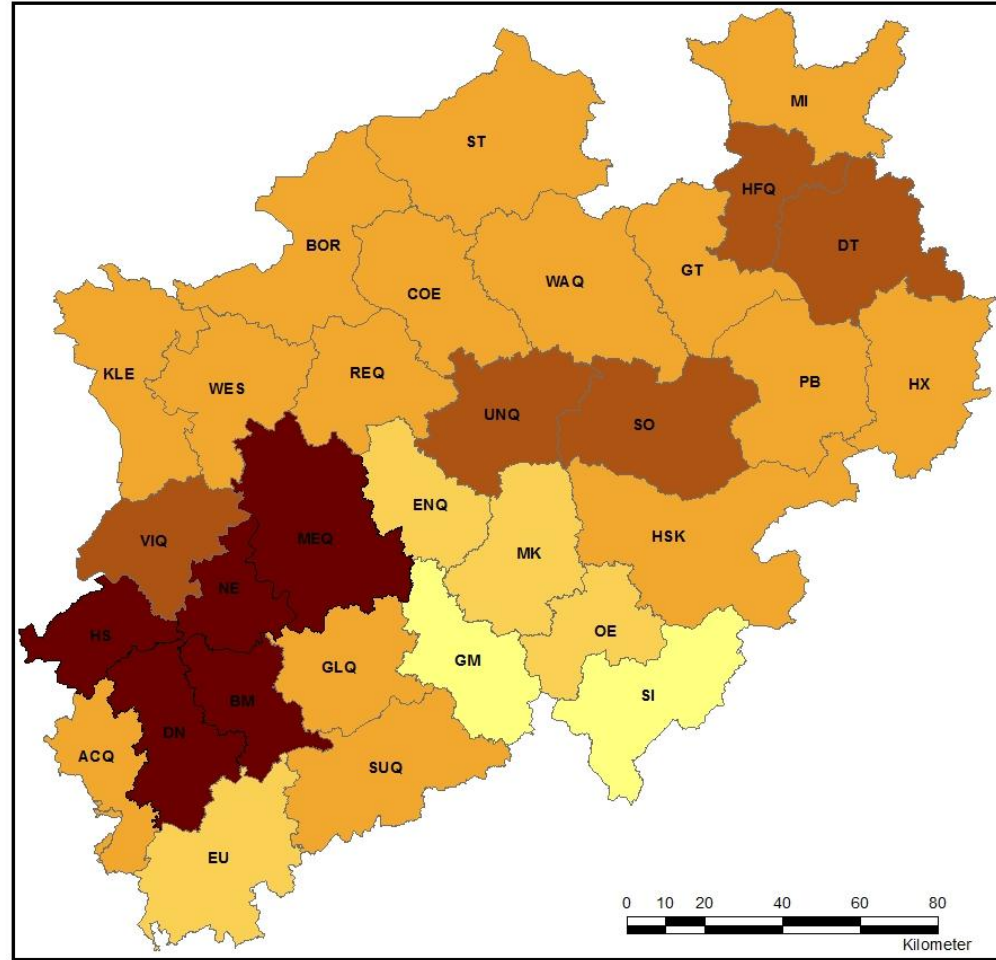 MI
ST
HFQ
BOR
DT
GT
WAQ
COE
KLE
REQ
PB
HX
WES
UNQ
SO
ENQ
HSK
VIQ
MEQ
MK
NE
OE
HS
GM
GLQ
SI
BM
DN
ACQ
SUQ
EU
0 10 20 40 60 80
Kilometer